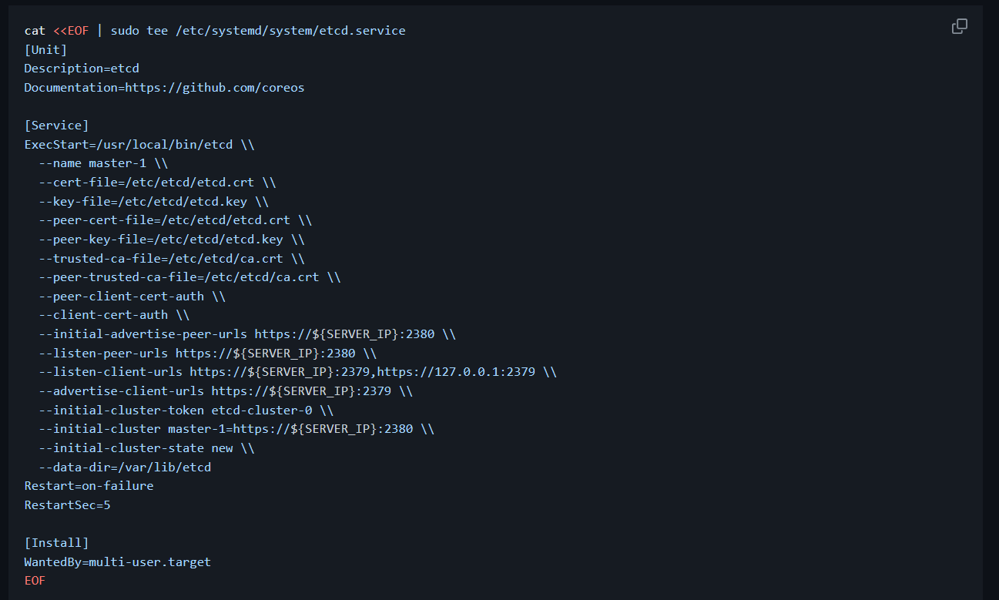 cat <<EOF | sudo tee /etc/systemd/system/etcd.service
[Unit]
Description=etcd
Documentation=https://github.com/coreos

[Service]
ExecStart=/usr/local/bin/etcd \\
  --name master-1 \\
  --cert-file=/etc/etcd/etcd.crt \\
  --key-file=/etc/etcd/etcd.key \\
  --peer-cert-file=/etc/etcd/etcd.crt \\
  --peer-key-file=/etc/etcd/etcd.key \\
  --trusted-ca-file=/etc/etcd/ca.crt \\
  --peer-trusted-ca-file=/etc/etcd/ca.crt \\
  --peer-client-cert-auth \\
  --client-cert-auth \\
  --initial-advertise-peer-urls https://${SERVER_IP}:2380 \\
  --listen-peer-urls https://${SERVER_IP}:2380 \\
  --listen-client-urls https://${SERVER_IP}:2379,https://127.0.0.1:2379 \\
  --advertise-client-urls https://${SERVER_IP}:2379 \\
  --initial-cluster-token etcd-cluster-0 \\
  --initial-cluster master-1=https://${SERVER_IP}:2380 \\
  --initial-cluster-state new \\
  --data-dir=/var/lib/etcd
Restart=on-failure
RestartSec=5

[Install]
WantedBy=multi-user.target
EOF